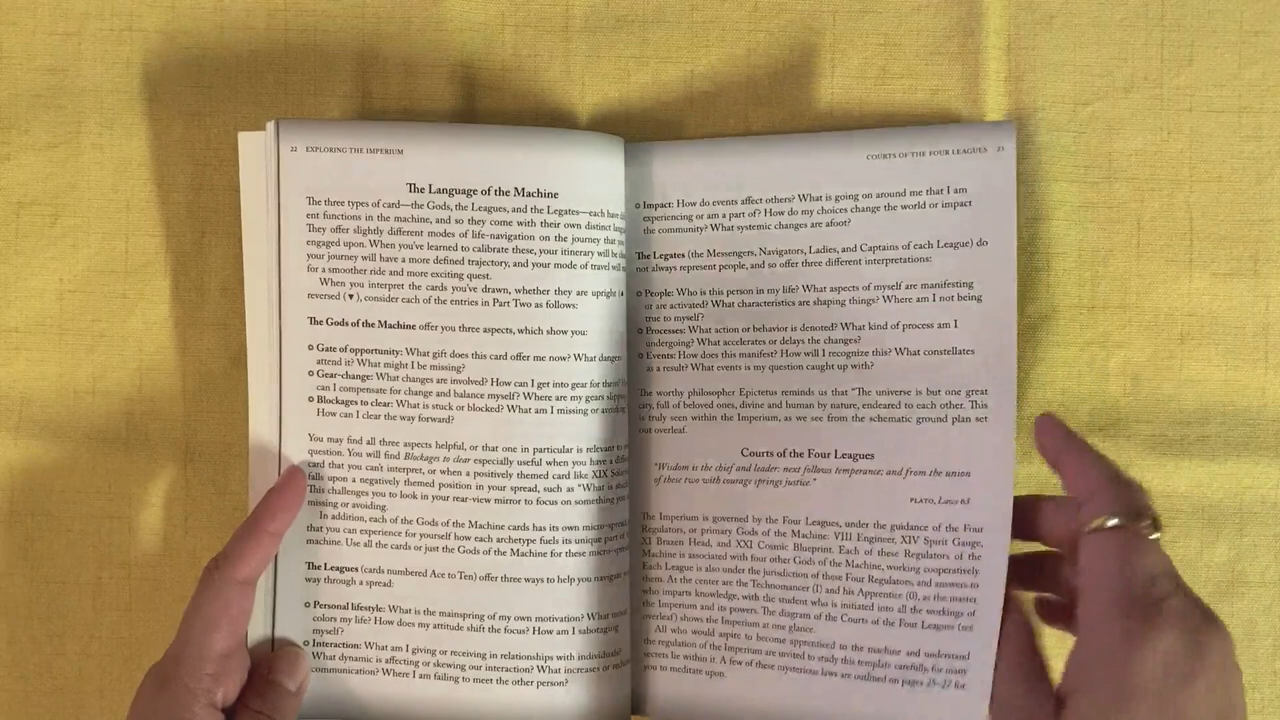 22 EXPLORING THE IMPERIUM
The Language of the Machine
The three types of card—the Gods, the Leagues, and the Legates—each have
ent functions in the machine, and so they come with their own distinct
They offer slightly different modes of life-navigation on the journey that
engaged upon. When you've learned to calibrate these, your itinerary will be
your journey will have a more defined trajectory, and your mode of travel will
for a smoother ride and more exciting quest.
When you interpret the cards you've drawn, whether they are upright (▲
reversed (▼), consider each of the entries in Part Two as follows:
The Gods of the Machine offer you three aspects, which show you:
Gate of opportunity: What gift does this card offer me now? What
attend it? What might I be missing?
Gear-change: What changes are involved? How can I get into gear for
can I compensate for change and balance myself? Where are my gears
Blockages to clear: What is stuck or blocked? What am I missing or
How can I clear the way forward?
You may find all three aspects helpful, or that one in particular is relevant to
question. You will find Blockages to clear especially useful when you have a
card that you can't interpret, or when a positively themed card like XIX
falls upon a negatively themed position in your spread, such as "What is
This challenges you to look in your rear-view mirror to focus on something
missing or avoiding.
In addition, each of the Gods of the Machine cards has its own
that you can experience for yourself how each archetype fuels its unique part
machine. Use all the cards or just the Gods of the Machine for these
The Leagues (cards numbered Ace to Ten) offer three ways to help you navigate
way through a spread:
Personal lifestyle: What is the mainspring of my own motivation? What
colors my life? How does my attitude shift the focus? How am I sabotaging
myself?
Interaction: What am I giving or receiving in relationships with individuals?
What dynamic is affecting or skewing our interaction? What increases or
communication? Where I am failing to meet the other person?
COURTS OF THE FOUR LEAGUES 23
Impact: How do events affect others? What is going on around me that I am
experiencing or am a part of? How do my choices change the world or impact
the community? What systemic changes are afoot?
The Legates (the Messengers, Navigators, Ladies, and Captains of each League) do
not always represent people, and so offer three different interpretations:
People: Who is this person in my life? What aspects of myself are manifesting
or are activated? What characteristics are shaping things? Where am I not being
true to myself?
Processes: What action or behavior is denoted? What kind of process am I
undergoing? What accelerates or delays the changes?
Events: How does this manifest? How will I recognize this? What constellates
as a result? What events is my question caught up with?
The worthy philosopher Epictetus reminds us that "The universe is but one great
city, full of beloved ones, divine and human by nature, endeared to each other. This
is truly seen within the Imperium, as we see from the schematic ground plan set
out overleaf.
Courts of the Four Leagues
"Wisdom is the chief and leader: next follows temperance; and from the union
of these two with courage springs justice."
PLATO, Laws
The Imperium is governed by the Four Leagues, under the guidance of the Four
Regulators, or primary Gods of the Machine: VIII Engineer, XIV Spirit Gauge,
XI Brazen Head, and XXI Cosmic Blueprint. Each of these Regulators of the
Machine is associated with four other Gods of the Machine, working cooperatively.
Each League is also under the jurisdiction of these Four Regulators, and answers to
them. At the center are the Technomancer (I) and his Apprentice (0), as the master
who imparts knowledge, with the student who is initiated into all the workings of
the Imperium and its powers. The diagram of the Courts of the Four Leagues (see
overleaf) shows the Imperium at one glance.
All who would aspire to become apprenticed to the machine and understand
the regulation of the Imperium are invited to study this template carefully, for many
secrets lie within it. A few of these mysterious laws are outlined on pages 25–27 for
you to meditate upon.